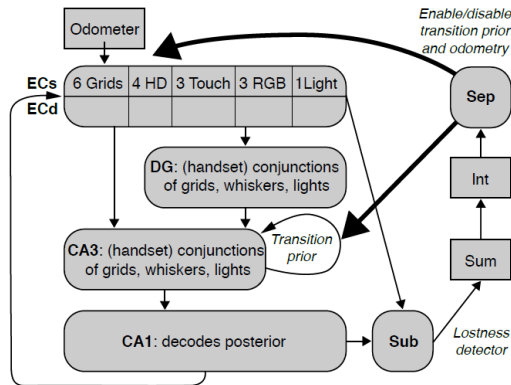 Odometer
Enable/disable
transition prior
and odometry
ECs
ECd
6 Grids
4 HD
3 Touch
3 RGB
1Light
Sep
DG: (handset) conjunctions
of grids, whiskers, lights
Int
CA3: (handset) conjunctions
of grids, whiskers, lights
Transition
prior
Sum
CA1: decodes posterior
Sub
Lostness
detector